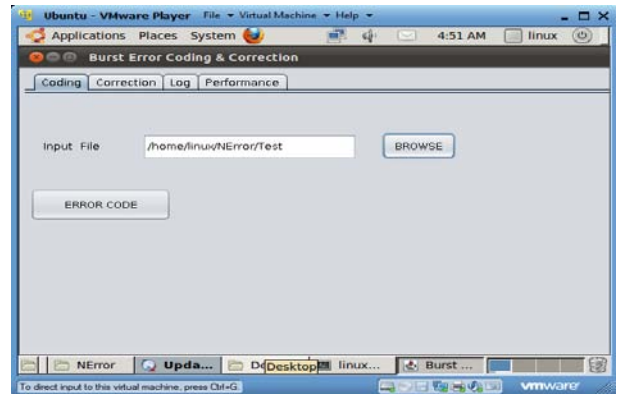 Ubuntu - VMware Player File Virtual Machine Help
Applications Places System 4:51 AM linux
Burst Error Coding & Correction
Coding Correction Log Performance
Input File /home/linux/NError/Test BROWSE
ERROR CODE
NError Upda... Desktop linux... Burst ...
To direct input to this virtual machine, press Ctrl+G. vmware